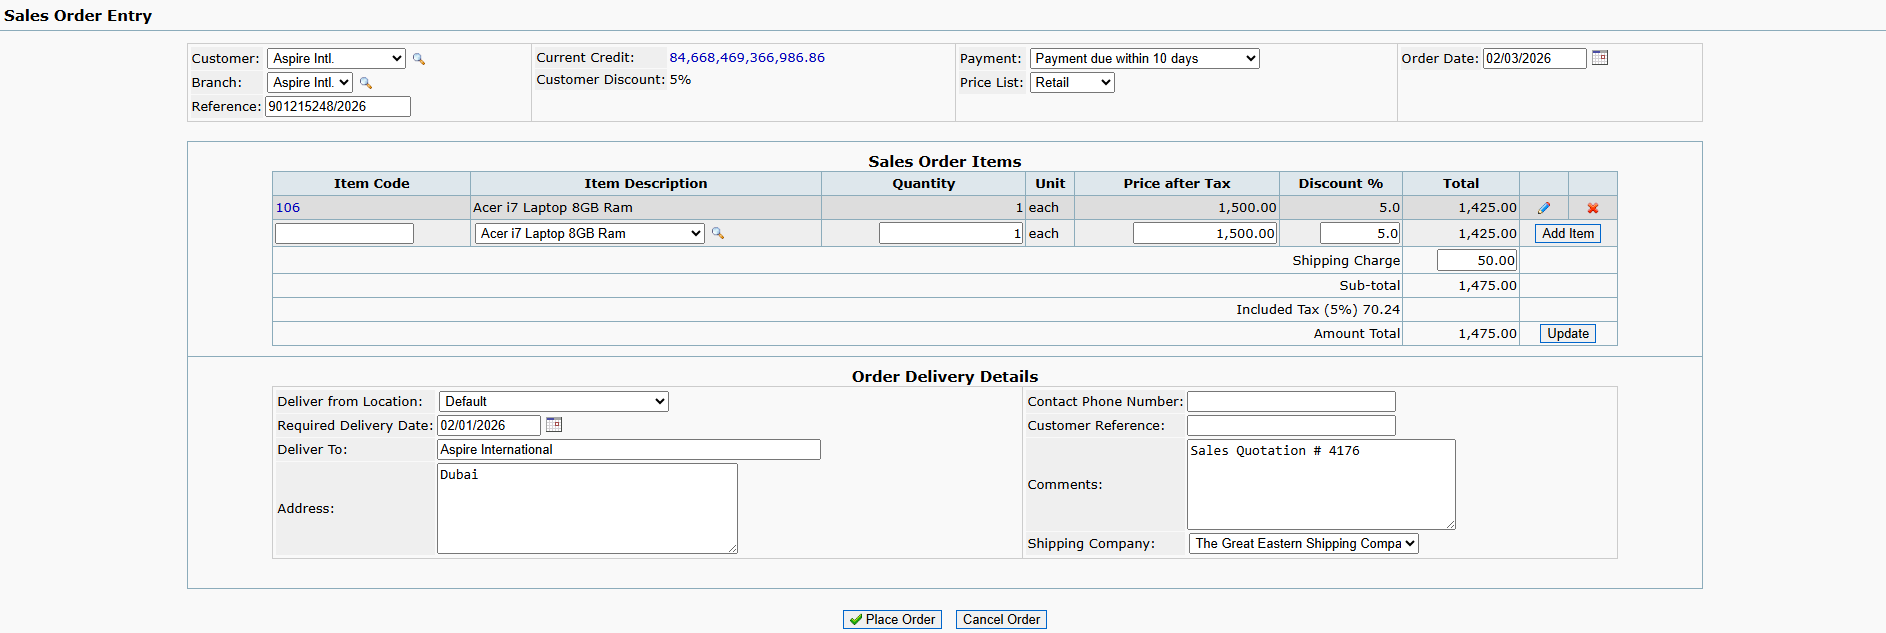 Sales Order Entry
Customer: Aspire Intl.
Branch: Aspire Intl.
Reference: 901215248/2026
Current Credit: 84,668,469,366,986.86
Customer Discount: 5%
Payment: Payment due within 10 days
Price List: Retail
Order Date: 02/03/2026
Sales Order Items
Item Code Item Description Quantity Unit Price after Tax Discount % Total
106 Acer i7 Laptop 8GB Ram 1 each 1,500.00 5.0 1,425.00
Acer i7 Laptop 8GB Ram 1 each 1,500.00 5.0 1,425.00 Add Item
Shipping Charge 50.00
Sub-total 1,475.00
Included Tax (5%) 70.24
Amount Total 1,475.00 Update
Order Delivery Details
Deliver from Location: Default
Required Delivery Date: 02/01/2026
Deliver To: Aspire International
Address: Dubai
Contact Phone Number:
Customer Reference:
Comments: Sales Quotation # 4176
Shipping Company: The Great Eastern Shipping Compa
Place Order Cancel Order